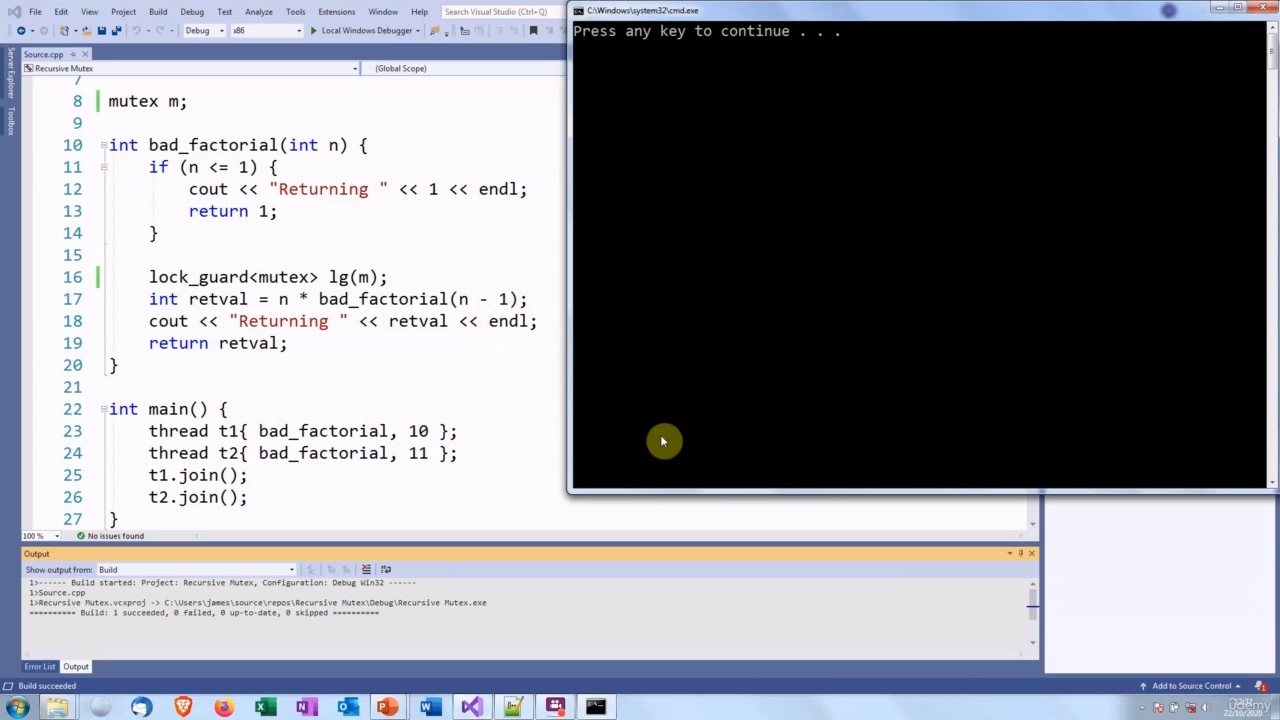 File Edit View Project Build Debug Test Analyze Tools Extensions Window Help Search Visual Studio (Ctrl+Q)
C:\Windows\system32\cmd.exe
Debug x86 Local Windows Debugger
Press any key to continue . . .
Server Explorer
Toolbox
Source.cpp
Recursive Mutex (Global Scope)
7
8 mutex m;
9
10 int bad_factorial(int n) {
11 if (n <= 1) {
12 cout << "Returning " << 1 << endl;
13 return 1;
14 }
15
16 lock_guard<mutex> lg(m);
17 int retval = n * bad_factorial(n - 1);
18 cout << "Returning " << retval << endl;
19 return retval;
20 }
21
22 int main() {
23 thread t1{ bad_factorial, 10 };
24 thread t2{ bad_factorial, 11 };
25 t1.join();
26 t2.join();
27 }
100 % No issues found
Output
Show output from: Build
1>------ Build started: Project: Recursive Mutex, Configuration: Debug Win32 ------
1>Source.cpp
1>Recursive Mutex.vcxproj -> C:\Users\james\source\repos\Recursive Mutex\Debug\Recursive Mutex.exe
========== Build: 1 succeeded, 0 failed, 0 up-to-date, 0 skipped ==========
Error List Output
Build succeeded Add to Source Control
udemy
22/10/2020